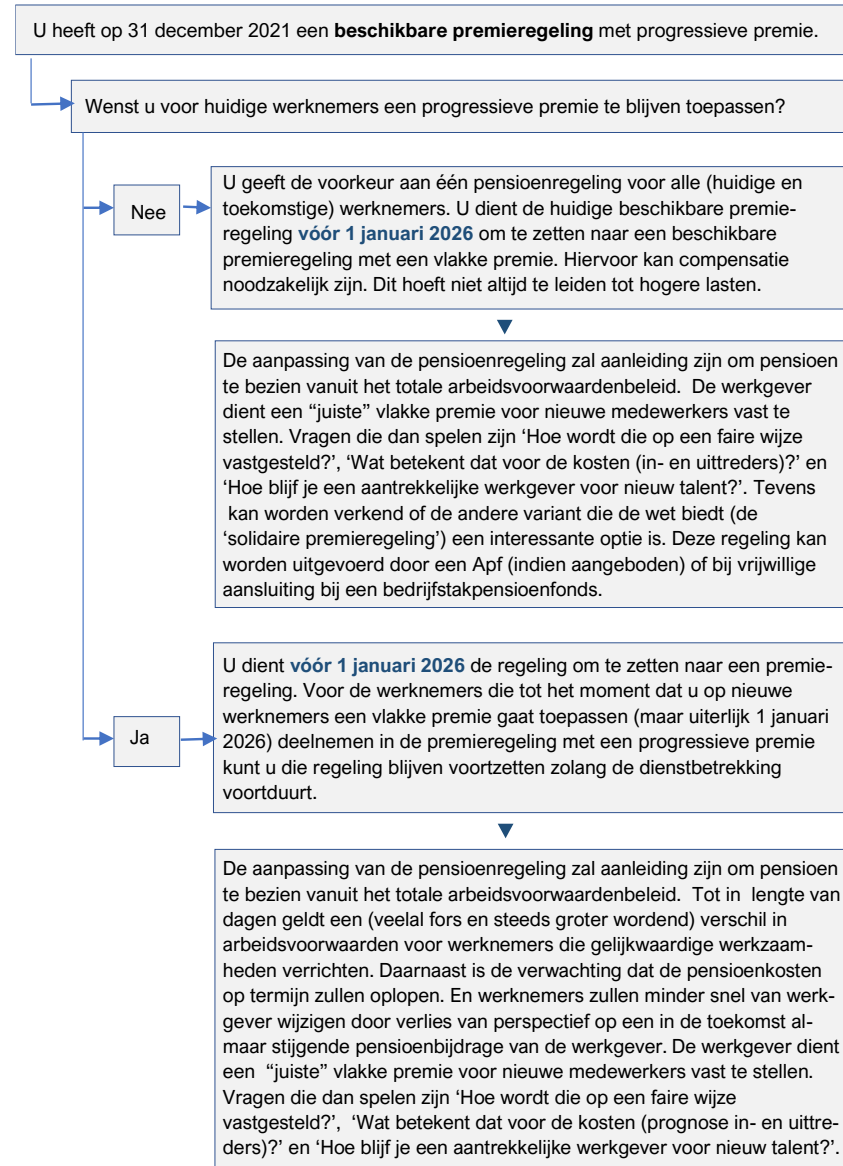 U heeft op 31 december 2021 een beschikbare premieregeling met progressieve premie.
Wenst u voor huidige werknemers een progressieve premie te blijven toepassen?
Nee
U geeft de voorkeur aan één pensioenregeling voor alle (huidige en
toekomstige) werknemers. U dient de huidige beschikbare premie-
regeling vóór 1 januari 2026 om te zetten naar een beschikbare
premieregeling met een vlakke premie. Hiervoor kan compensatie
noodzakelijk zijn. Dit hoeft niet altijd te leiden tot hogere lasten.
De aanpassing van de pensioenregeling zal aanleiding zijn om pensioen
te bezien vanuit het totale arbeidsvoorwaardenbeleid. De werkgever
dient een “juiste” vlakke premie voor nieuwe medewerkers vast te
stellen. Vragen die dan spelen zijn ‘Hoe wordt die op een faire wijze
vastgesteld?’, ‘Wat betekent dat voor de kosten (in- en uittreders)?’ en
‘Hoe blijf je een aantrekkelijke werkgever voor nieuw talent?’. Tevens
kan worden verkend of de andere variant die de wet biedt (de
‘solidaire premieregeling’) een interessante optie is. Deze regeling kan
worden uitgevoerd door een Apf (indien aangeboden) of bij vrijwillige
aansluiting bij een bedrijfstakpensioenfonds.
Ja
U dient vóór 1 januari 2026 de regeling om te zetten naar een premie-
regeling. Voor de werknemers die tot het moment dat u op nieuwe
werknemers een vlakke premie gaat toepassen (maar uiterlijk 1 januari
2026) deelnemen in de premieregeling met een progressieve premie
kunt u die regeling blijven voortzetten zolang de dienstbetrekking
voortduurt.
De aanpassing van de pensioenregeling zal aanleiding zijn om pensioen
te bezien vanuit het totale arbeidsvoorwaardenbeleid. Tot in lengte van
dagen geldt een (veelal fors en steeds groter wordend) verschil in
arbeidsvoorwaarden voor werknemers die gelijkwaardige werkzaam-
heden verrichten. Daarnaast is de verwachting dat de pensioenkosten
op termijn zullen oplopen. En werknemers zullen minder snel van werk-
gever wijzigen door verlies van perspectief op een in de toekomst al-
maar stijgende pensioenbijdrage van de werkgever. De werkgever dient
een “juiste” vlakke premie voor nieuwe medewerkers vast te stellen.
Vragen die dan spelen zijn ‘Hoe wordt die op een faire wijze
vastgesteld?’, ‘Wat betekent dat voor de kosten (prognose in- en uittre-
ders)?’ en ‘Hoe blijf je een aantrekkelijke werkgever voor nieuw talent?’.